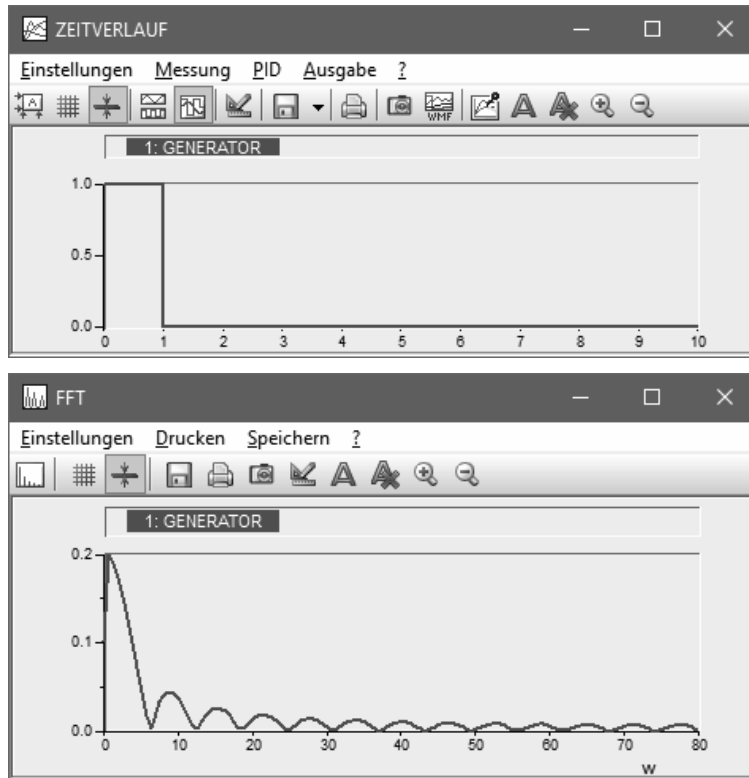 ZEITVERLAUF
Einstellungen Messung PID Ausgabe ?
A WMF A A
1: GENERATOR
1.0
0.5
0.0
0 1 2 3 4 5 6 7 8 9 10
FFT
Einstellungen Drucken Speichern ?
A A
1: GENERATOR
0.2
0.1
0.0
0 10 20 30 40 50 60 70 80
w